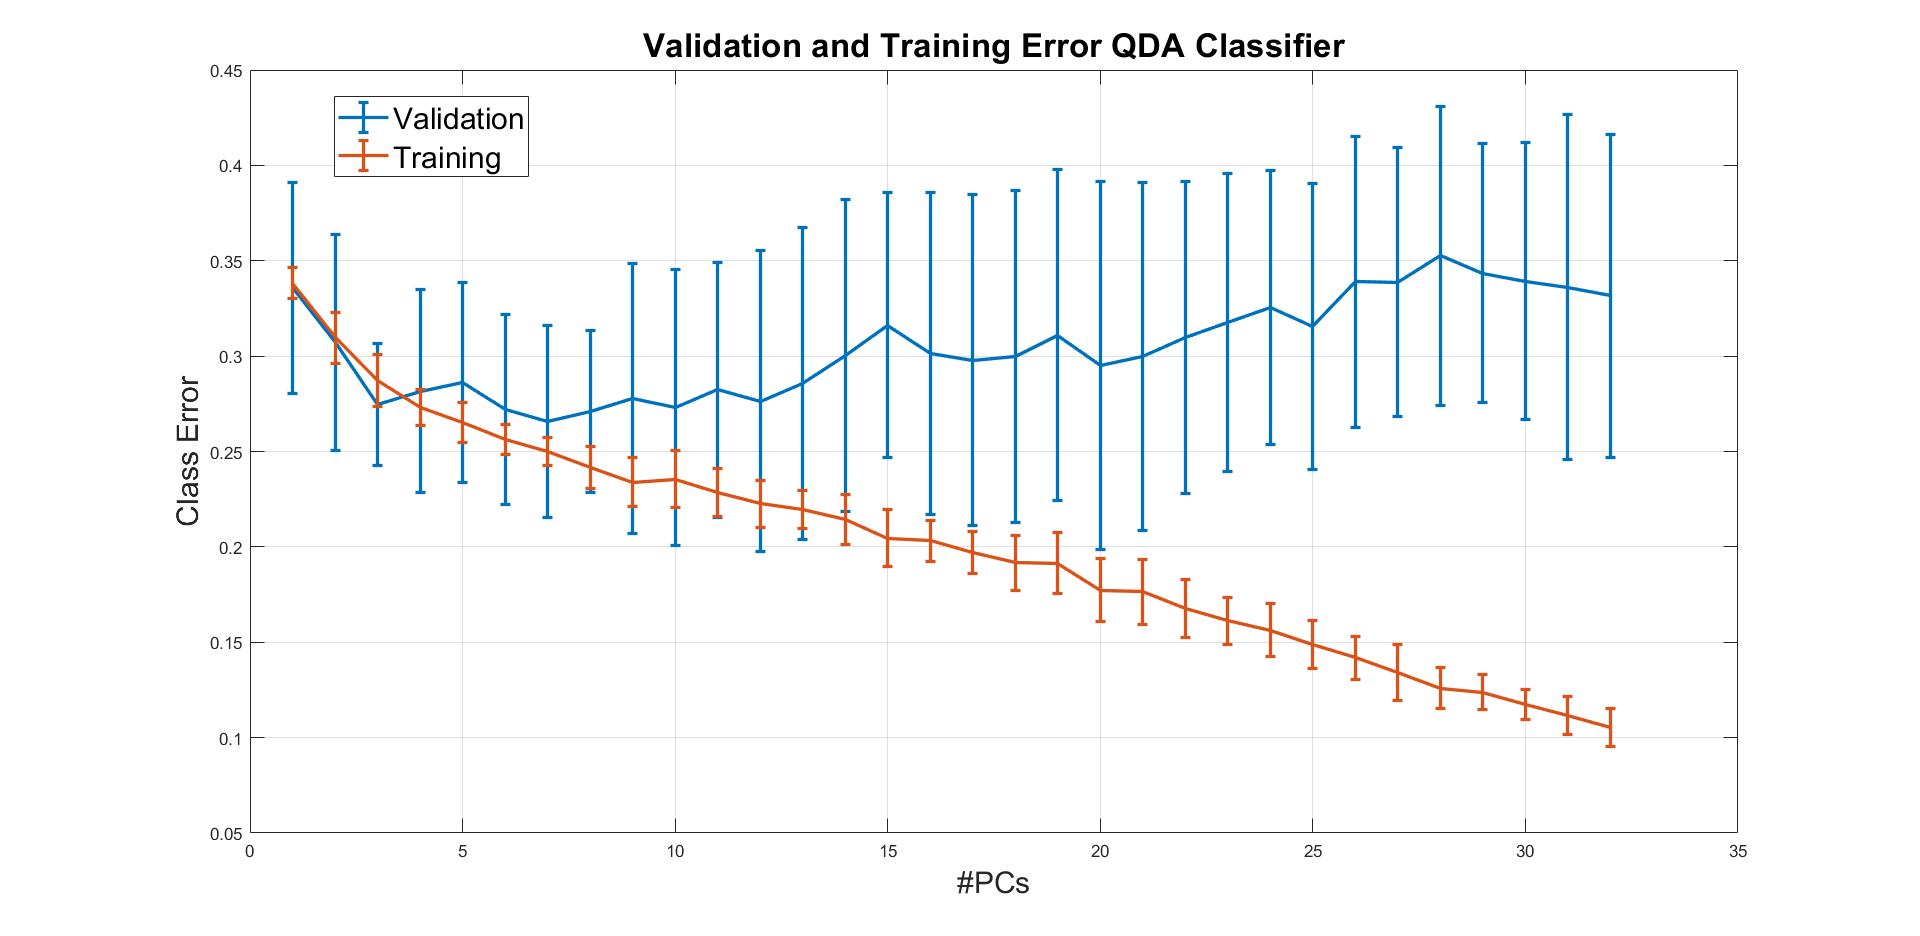 Validation and Training Error QDA Classifier
Validation
Training
Class Error
0.45
0.4
0.35
0.3
0.25
0.2
0.15
0.1
0.05
0 5 10 15 20 25 30 35
#PCs